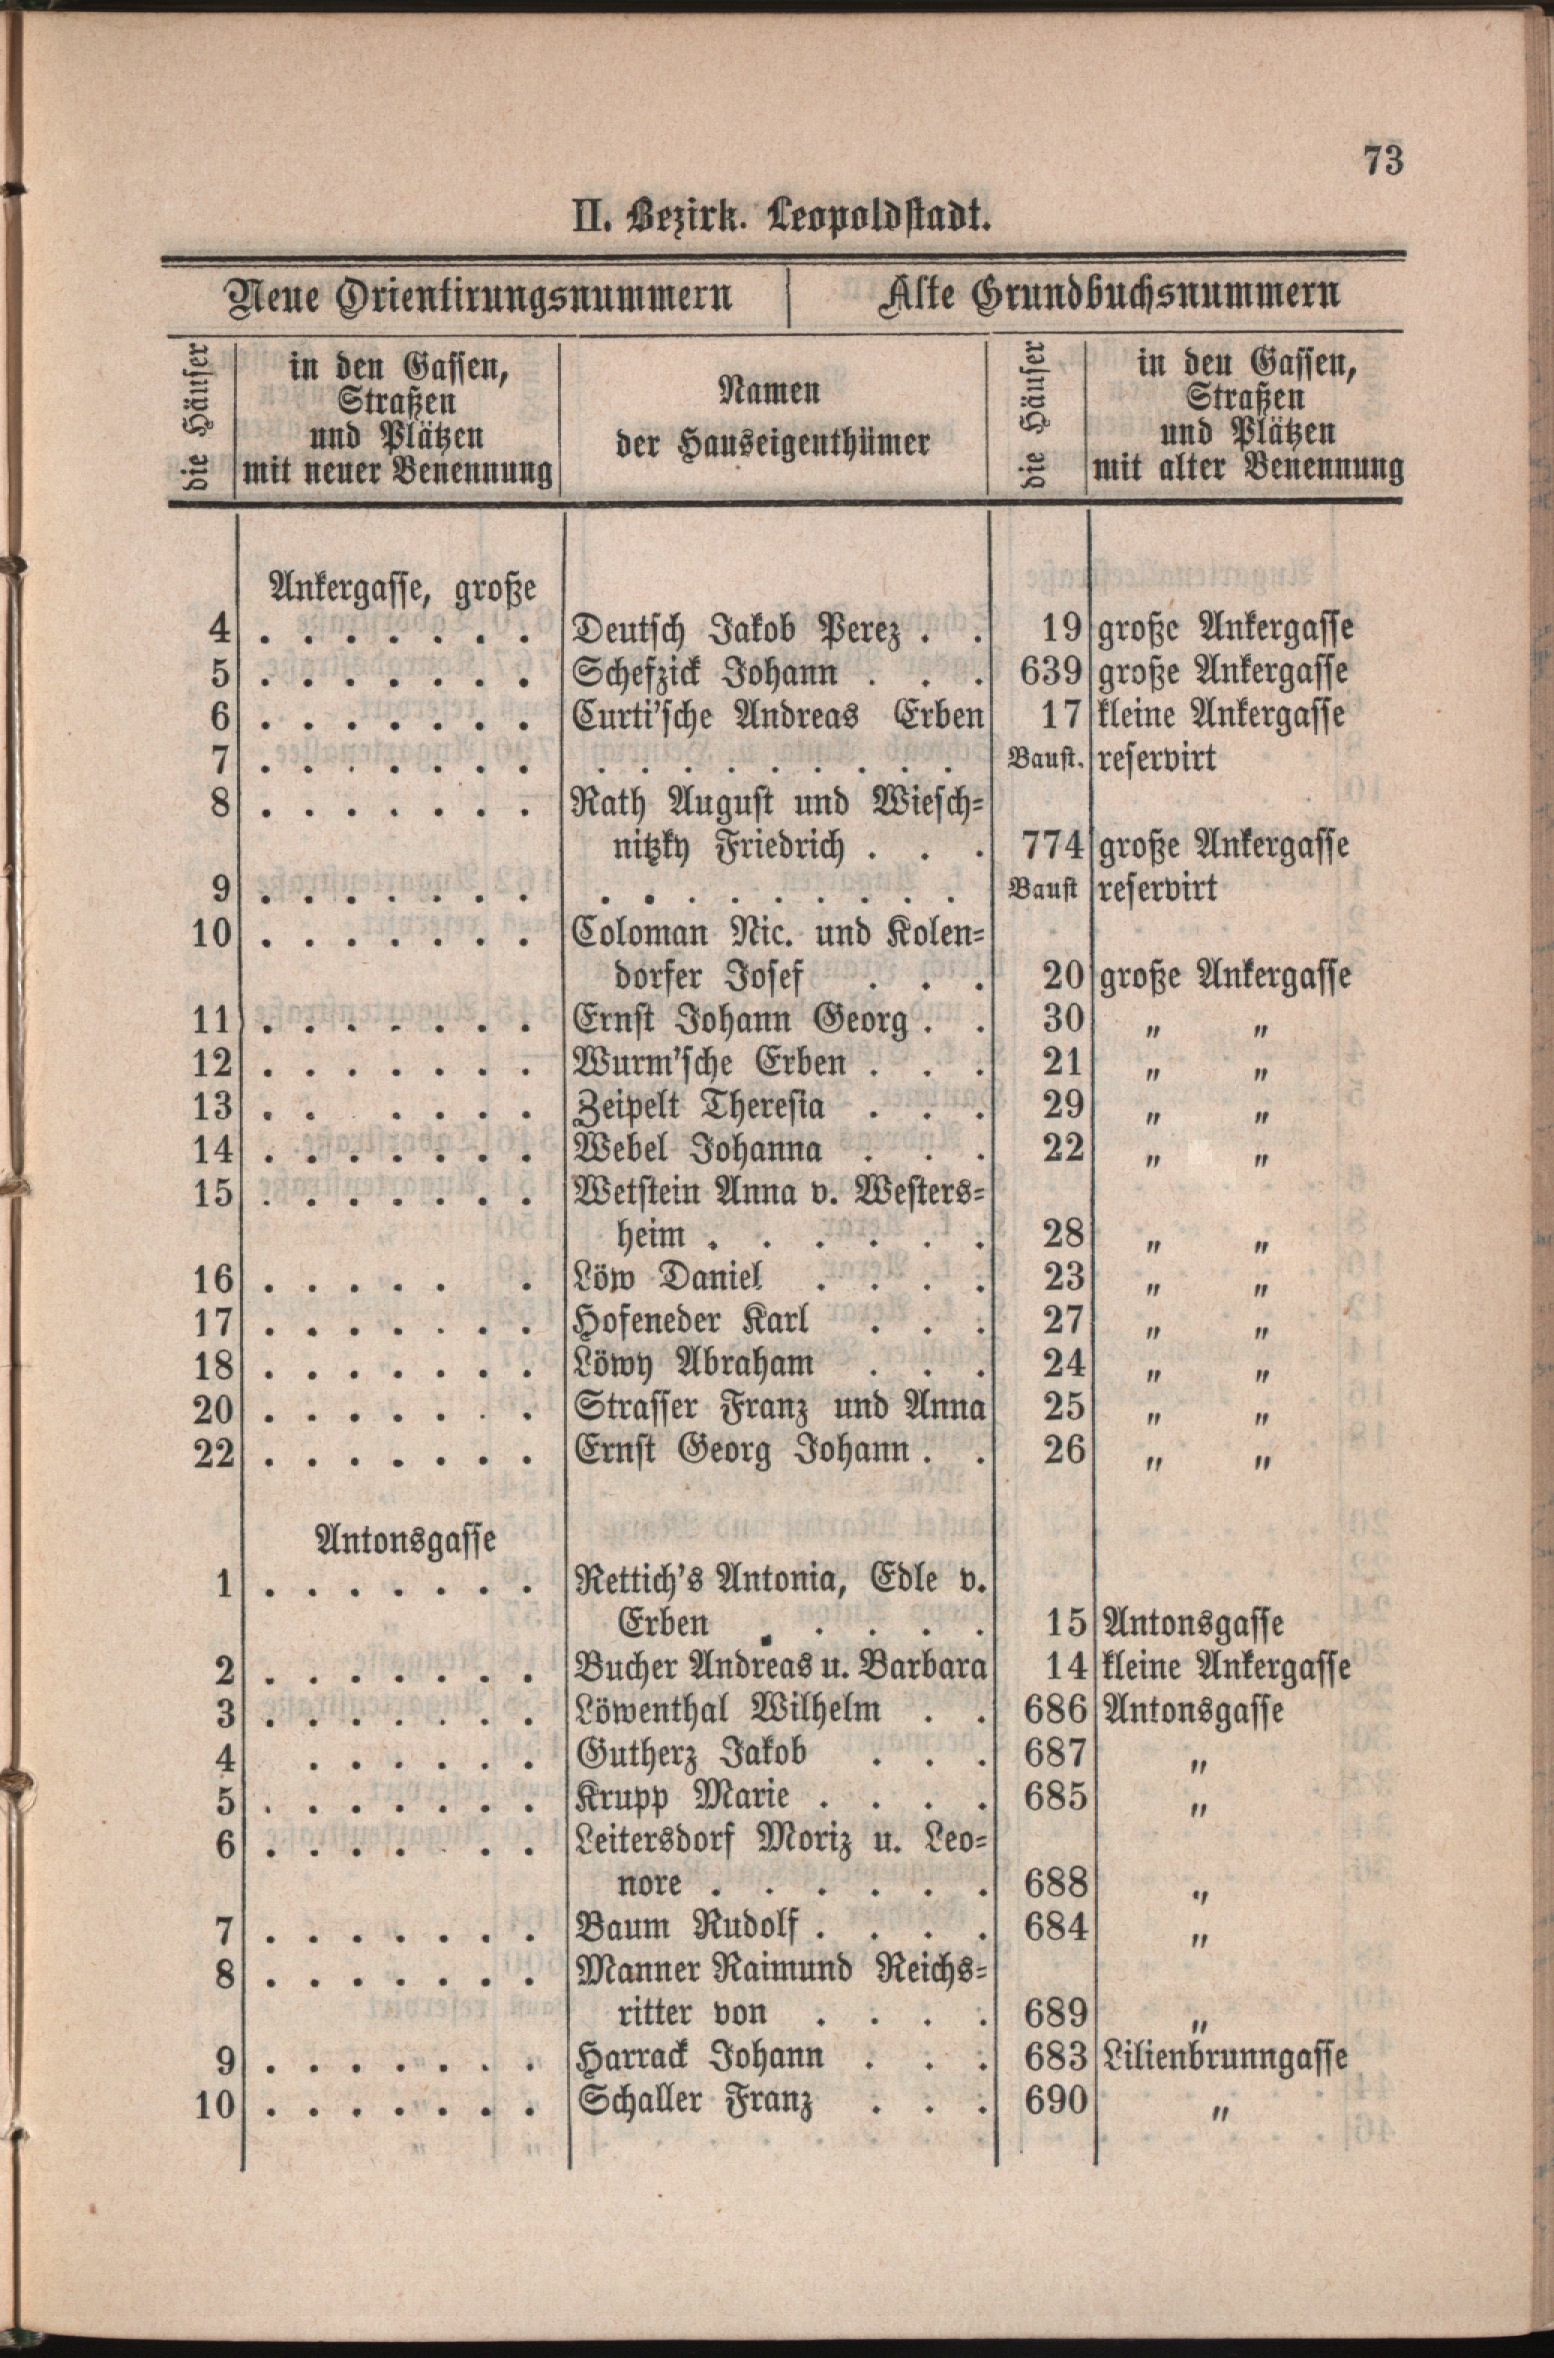 73
II. Bezirk. Leopoldstadt.
Neue Orientirungsnummern Alte Grundbuchsnummern
die Häuser
in den Gassen,
Straßen
und Plätzen
mit neuer Benennung
Namen
der Hauseigenthümer
die Häuser
in den Gassen,
Straßen
und Plätzen
mit alter Benennung
Ankergasse, große
4 . . . . . . . Deutsch Jakob Perez . . 19 große Ankergasse
5 . . . . . . . Schefzick Johann . . . 639 große Ankergasse
6 . . . . . . . Curti'sche Andreas Erben 17 kleine Ankergasse
7 . . . . . . . . . . . . . . . . Baust. reservirt
8 . . . . . . . Rath August und Wiesch-
nitzky Friedrich . . . 774 große Ankergasse
9 . . . . . . . . . . . . . . . . Baust reservirt
10 . . . . . . . Coloman Nic. und Kolen-
dorfer Josef . . . 20 große Ankergasse
11 . . . . . . . Ernst Johann Georg . . 30 „ „
12 . . . . . . . Wurm'sche Erben . . . 21 „ „
13 . . . . . . Zeipelt Theresia . . . 29 „ „
14 . . . . . . . Webel Johanna . . . 22 „ „
15 . . . . . . . Wetstein Anna v. Westers-
heim . . . . . . 28 „ „
16 . . . . . . Löw Daniel . . . . 23 „ „
17 . . . . . . . Hofeneder Karl . . . 27 „ „
18 . . . . . . . Löwy Abraham . . . 24 „ „
20 . . . . . . . Strasser Franz und Anna 25 „ „
22 . . . . . . . Ernst Georg Johann . . 26 „ „
Antonsgasse
1 . . . . . . . Rettich's Antonia, Edle v.
Erben . . . . . 15 Antonsgasse
2 . . . . . . . Bucher Andreas u. Barbara 14 kleine Ankergasse
3 . . . . . . . Löwenthal Wilhelm . . 686 Antonsgasse
4 . . . . . . Gutherz Jakob . . . 687 „
5 . . . . . . . Krupp Marie . . . . 685 „
6 . . . . . . . Leitersdorf Moriz u. Leo-
nore . . . . . . 688 „
7 . . . . . . . Baum Rudolf . . . . 684 „
8 . . . . . . . Manner Raimund Reichs-
ritter von . . . . 689 „
9 . . . . . . . Harrack Johann . . . 683 Lilienbrunngasse
10 . . . . . . . Schaller Franz . . . 690 „